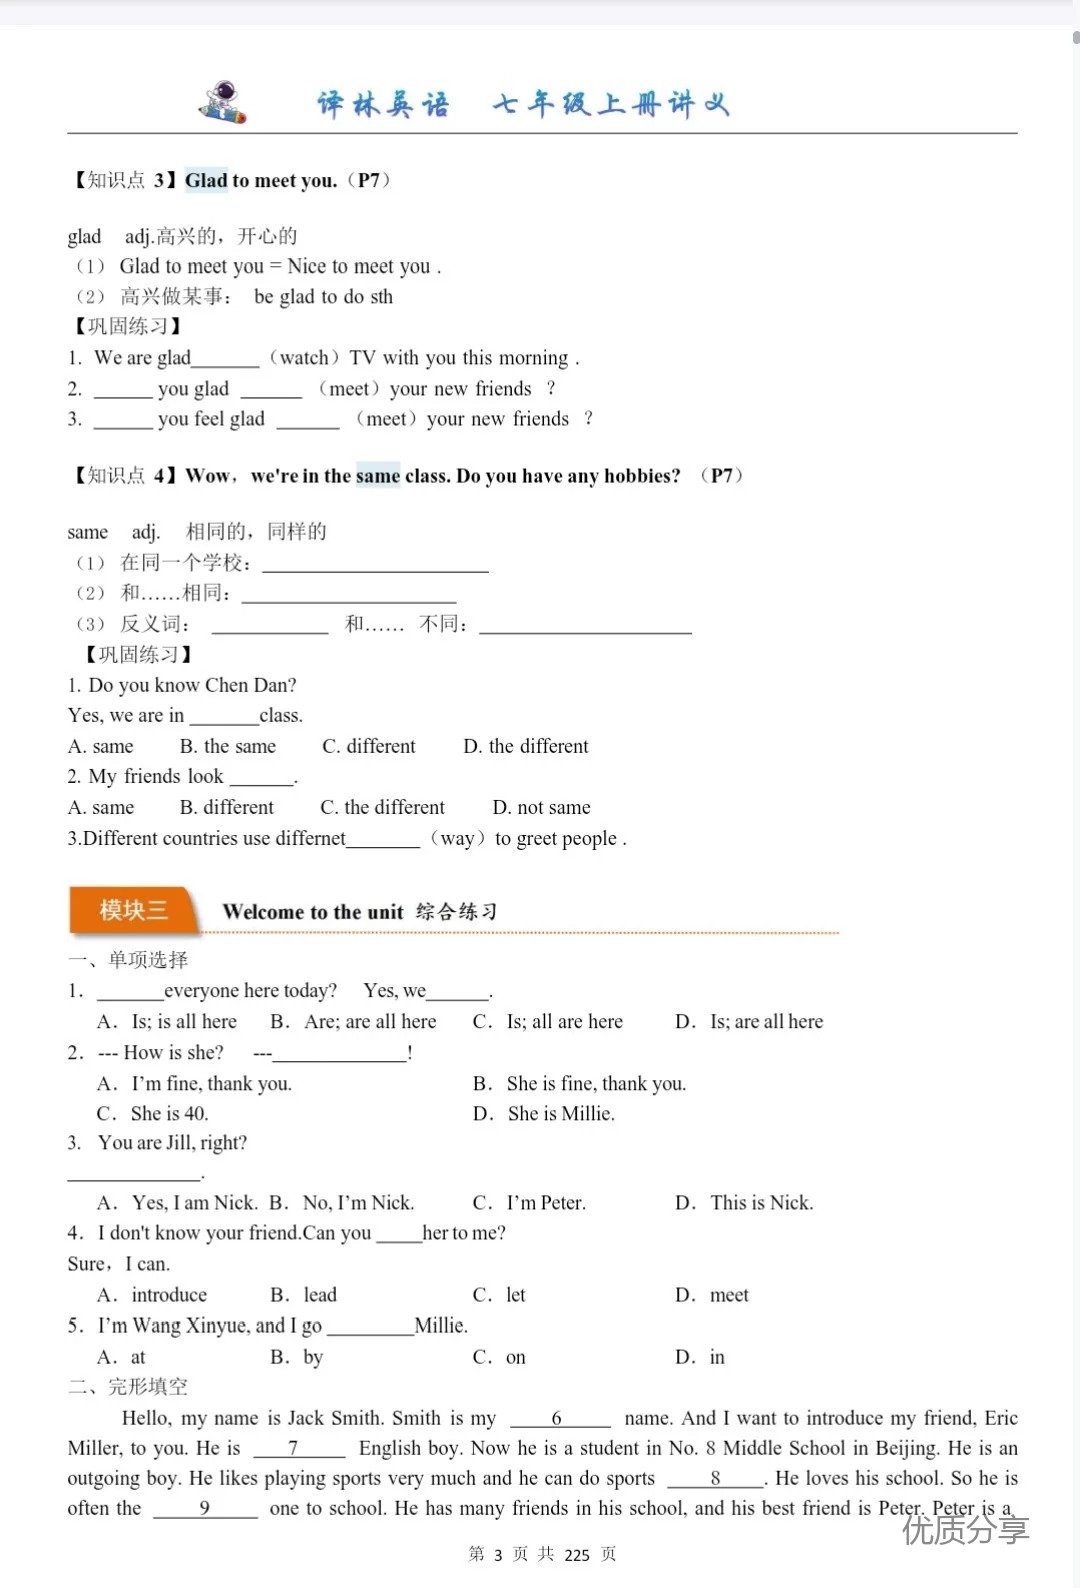 译林英语 七年级上册讲义
【知识点 3】Glad to meet you.（P7）
glad adj.高兴的，开心的
（1） Glad to meet you = Nice to meet you .
（2） 高兴做某事： be glad to do sth
【巩固练习】
1. We are glad_______（watch）TV with you this morning .
2. ______ you glad ______ （meet）your new friends ？
3. ______ you feel glad ______ （meet）your new friends ？
【知识点 4】Wow，we're in the same class. Do you have any hobbies? （P7）
same adj. 相同的，同样的
（1） 在同一个学校：______________________
（2） 和……相同：_____________________
（3） 反义词： ___________ 和…… 不同：____________________
【巩固练习】
1. Do you know Chen Dan?
Yes, we are in _______class.
A. same B. the same C. different D. the different
2. My friends look ______.
A. same B. different C. the different D. not same
3.Different countries use differnet_______（way）to greet people .
模块三 Welcome to the unit 综合练习
一、单项选择
1．______everyone here today? Yes, we______.
A．Is; is all here B．Are; are all here C．Is; all are here D．Is; are all here
2．--- How is she? ---_____________!
A．I’m fine, thank you. B．She is fine, thank you.
C．She is 40. D．She is Millie.
3. You are Jill, right?
_____________.
A．Yes, I am Nick. B．No, I’m Nick. C．I’m Peter. D．This is Nick.
4．I don't know your friend.Can you _____her to me?
Sure，I can.
A．introduce B．lead C．let D．meet
5．I’m Wang Xinyue, and I go ________Millie.
A．at B．by C．on D．in
二、完形填空
Hello, my name is Jack Smith. Smith is my ____6____ name. And I want to introduce my friend, Eric
Miller, to you. He is ___7____ English boy. Now he is a student in No. 8 Middle School in Beijing. He is an
outgoing boy. He likes playing sports very much and he can do sports ____8____. He loves his school. So he is
often the ____9____ one to school. He has many friends in his school, and his best friend is Peter. Peter is a
优质分享
第 3 页 共 225 页